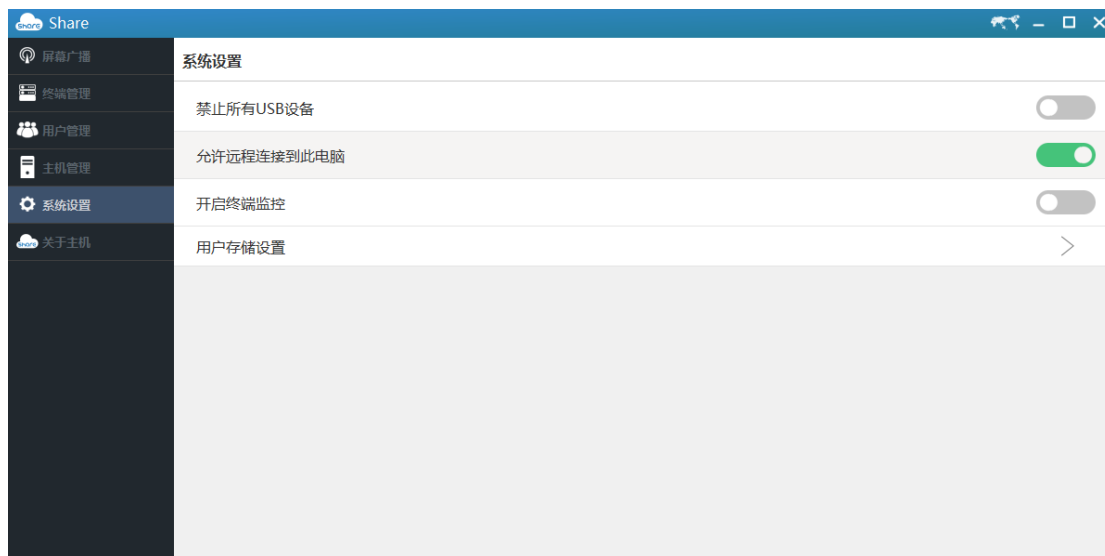 share Share
屏幕广播
终端管理
用户管理
主机管理
系统设置
share 关于主机
系统设置
禁止所有USB设备
允许远程连接到此电脑
开启终端监控
用户存储设置